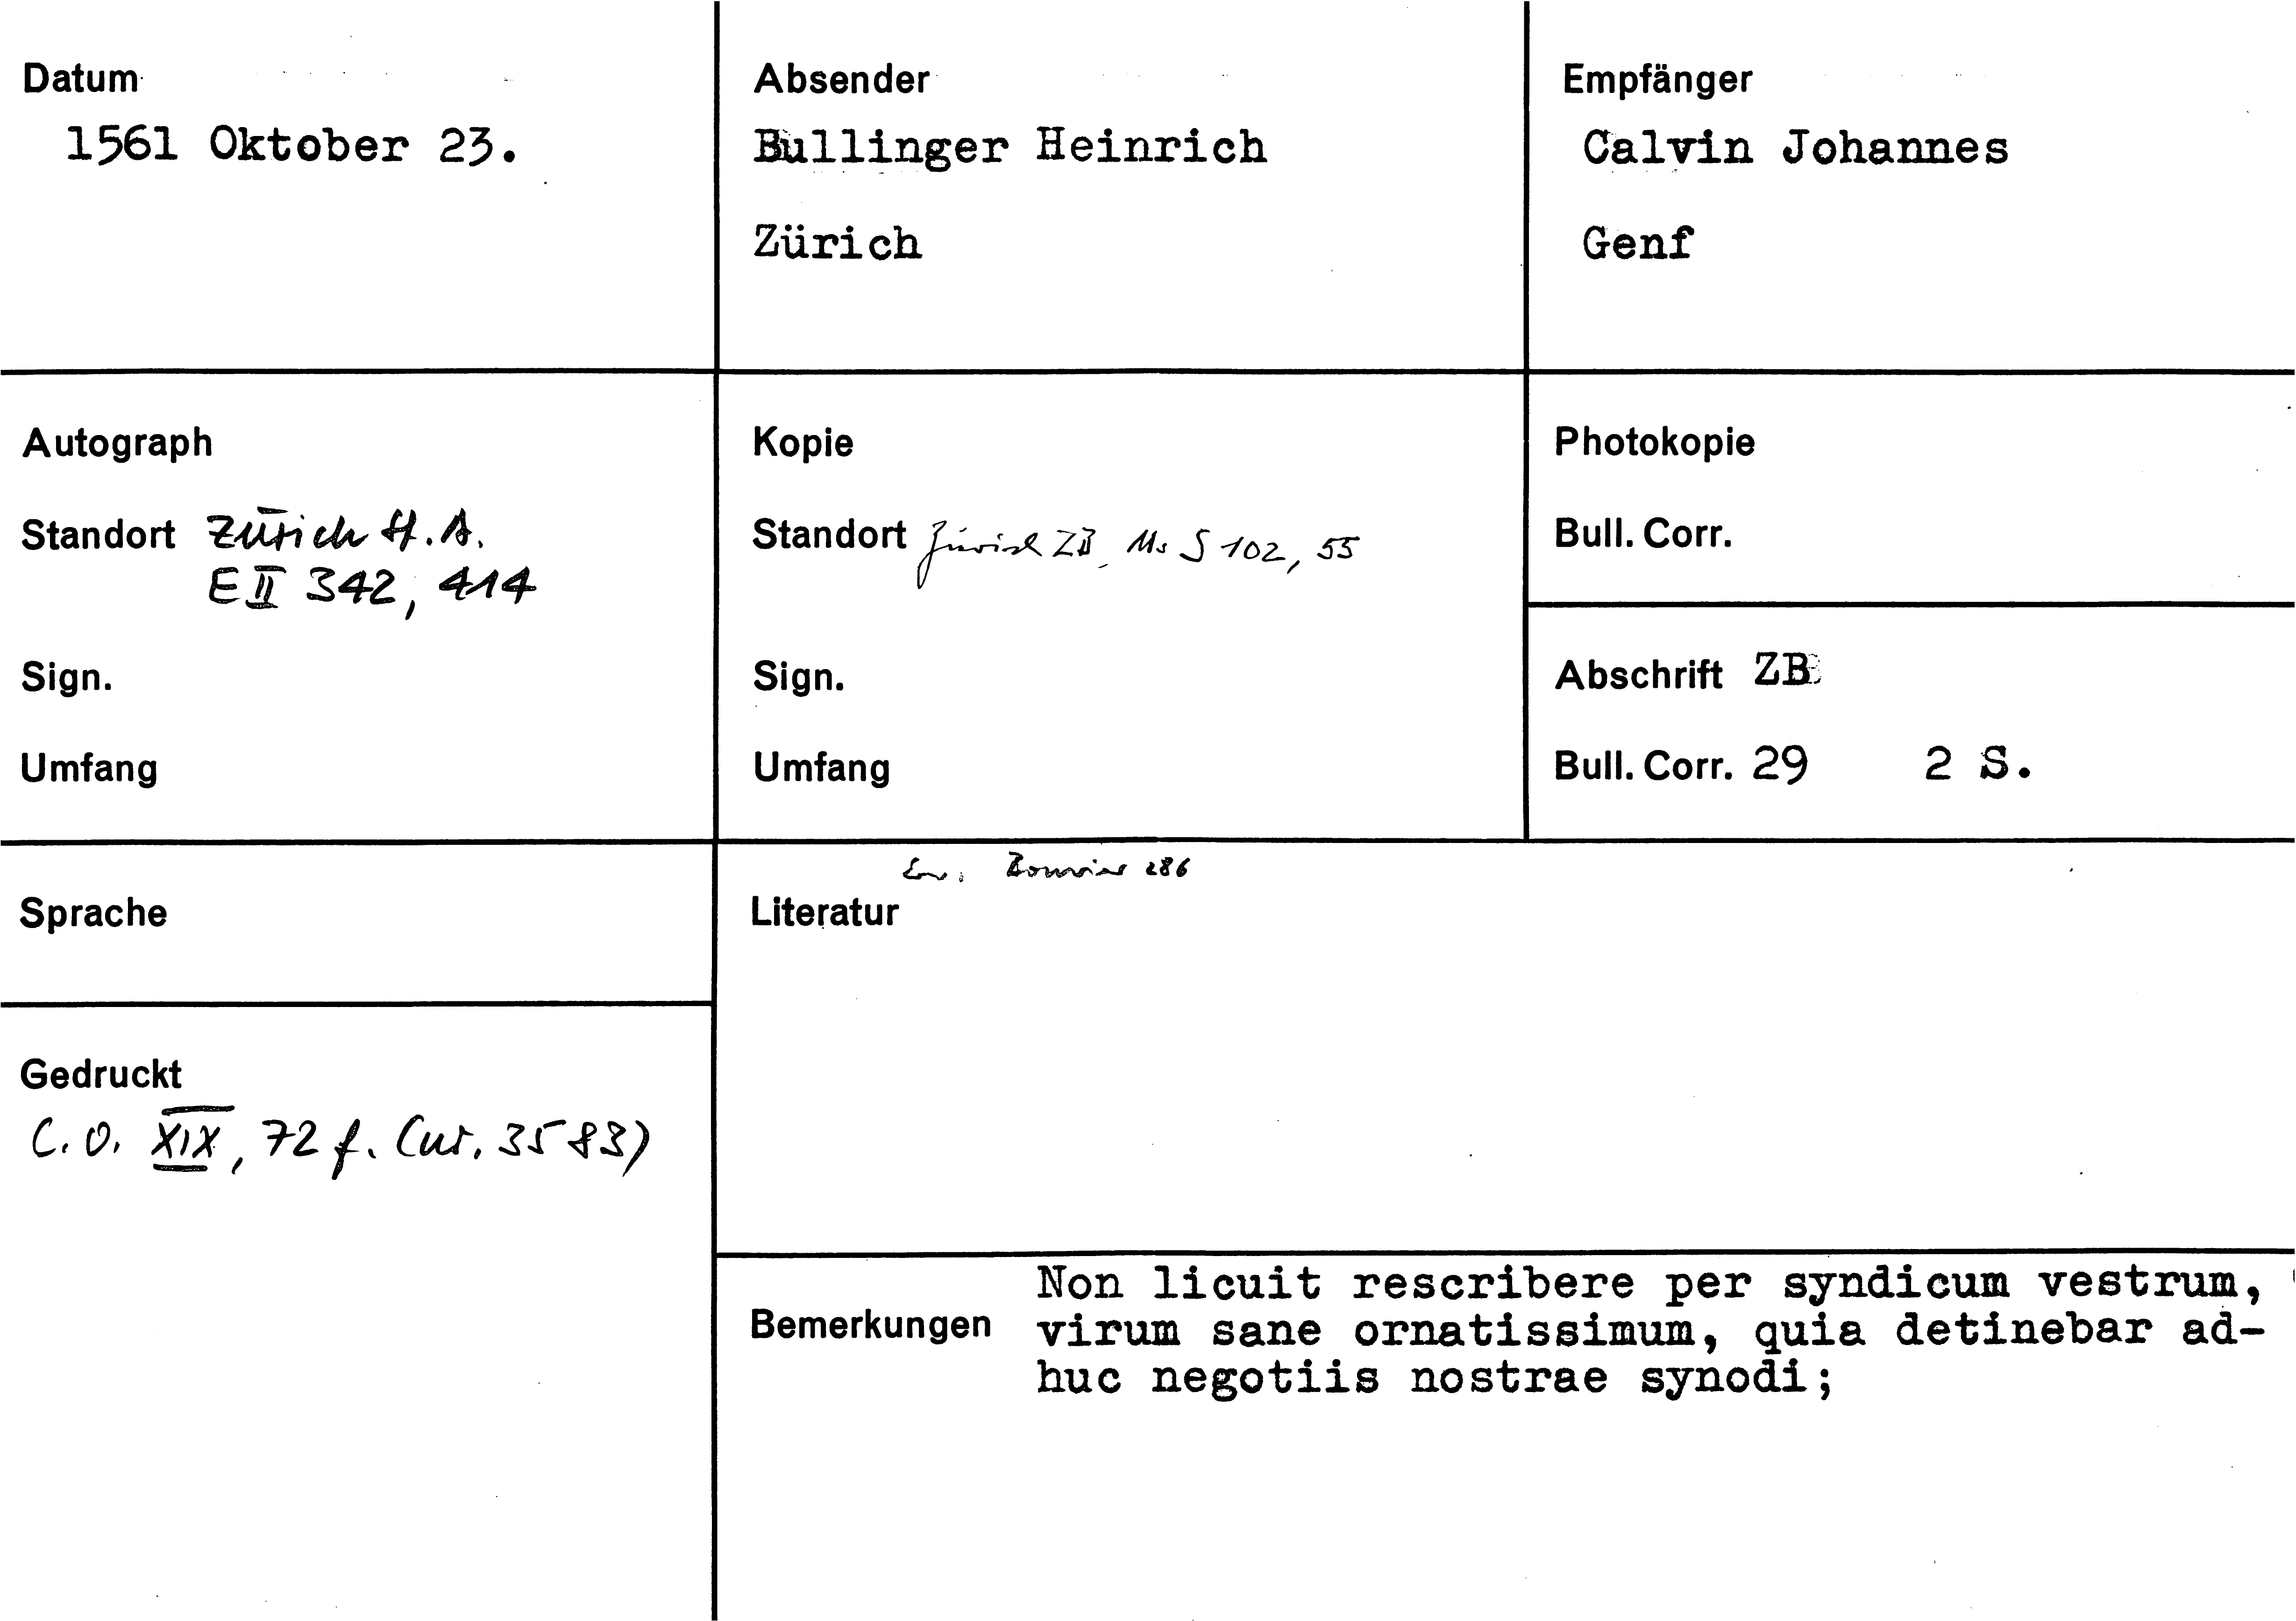 Datum
1561 Oktober 23.
Absender
Bullinger Heinrich
Zürich
Empfänger
Calvin Johannes
Genf
Autograph
Standort Zürich St.A.
E II 342, 414
Sign.
Umfang
Kopie
Standort Zürich ZB, Ms S 102, 55
Sign.
Umfang
Photokopie
Bull. Corr.
Abschrift ZB
Bull. Corr. 29 2 S.
Sprache
Gedruckt
C. O. XIX, 72 f. (nr. 3583)
286
Literatur
Bemerkungen
Non licuit rescribere per syndicum vestrum,
virum sane ornatissimum, quia detinebar ad-
huc negotiis nostrae synodi;